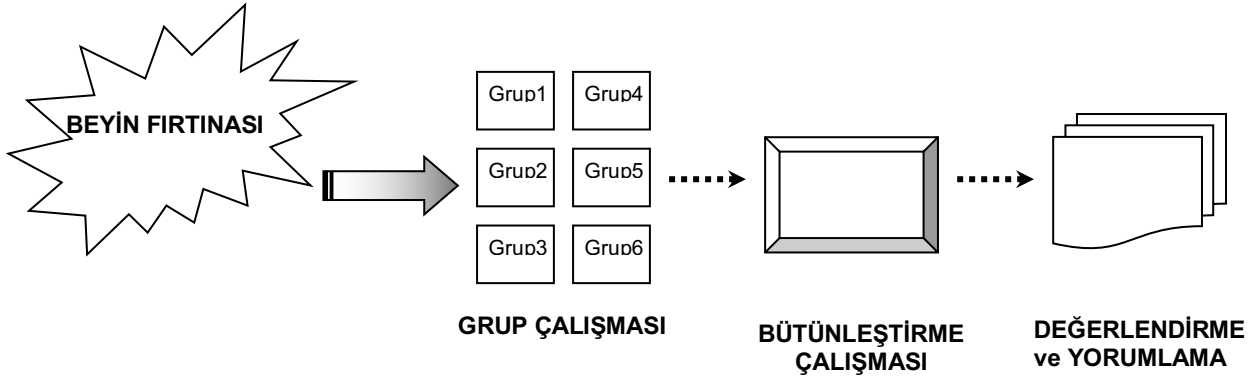 BEYİN FIRTINASI
Grup1
Grup4
Grup2
Grup5
Grup3
Grup6
GRUP ÇALIŞMASI
BÜTÜNLEŞTİRME
ÇALIŞMASI
DEĞERLENDİRME
ve YORUMLAMA